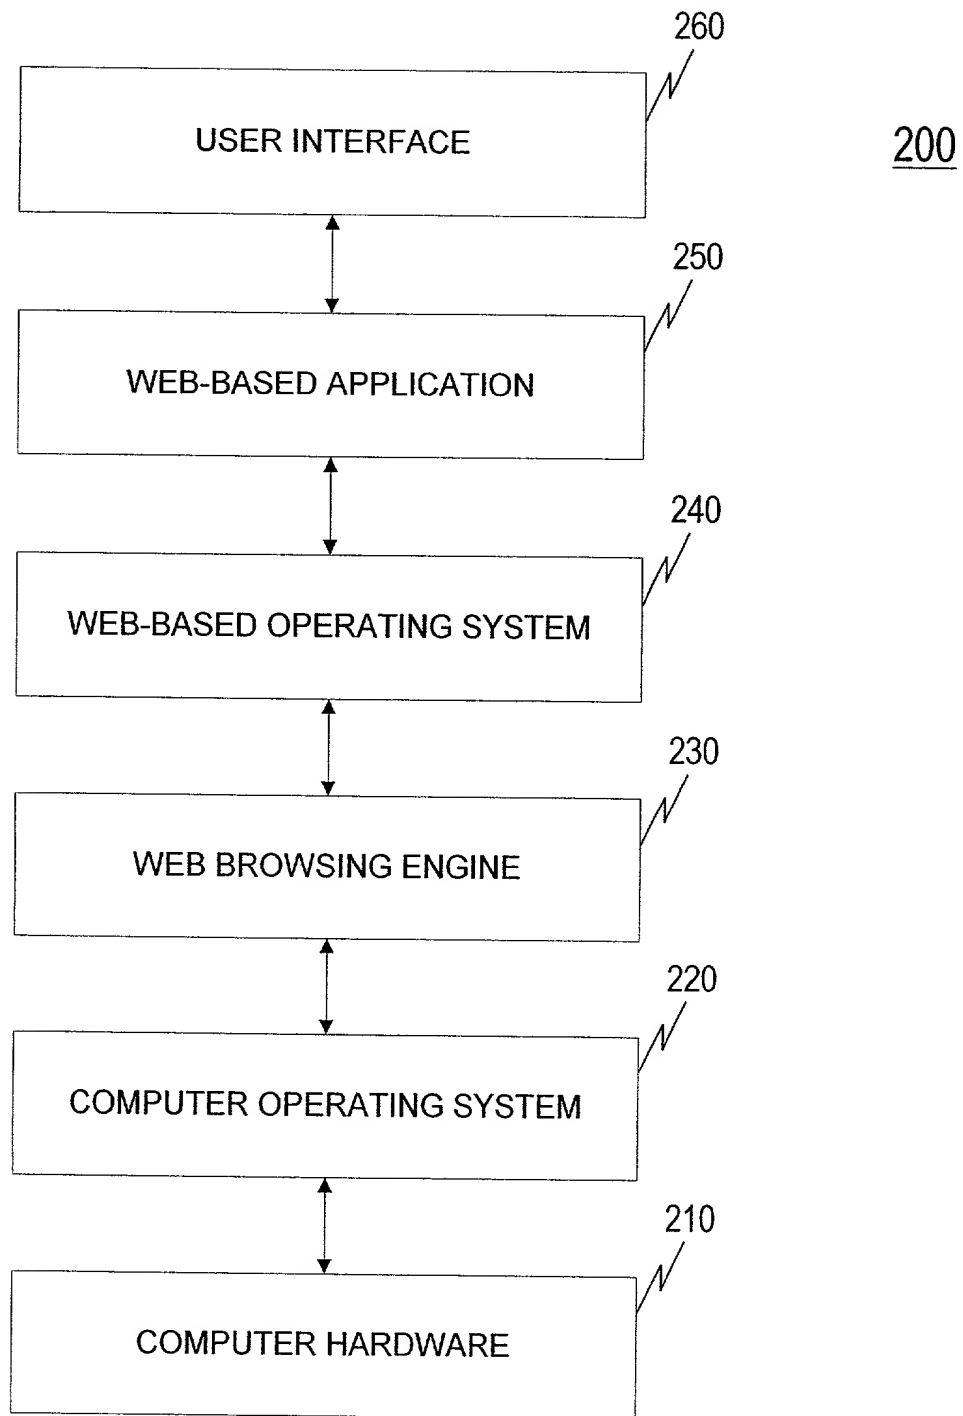 260
USER INTERFACE
200
250
WEB-BASED APPLICATION
240
WEB-BASED OPERATING SYSTEM
230
WEB BROWSING ENGINE
220
COMPUTER OPERATING SYSTEM
210
COMPUTER HARDWARE